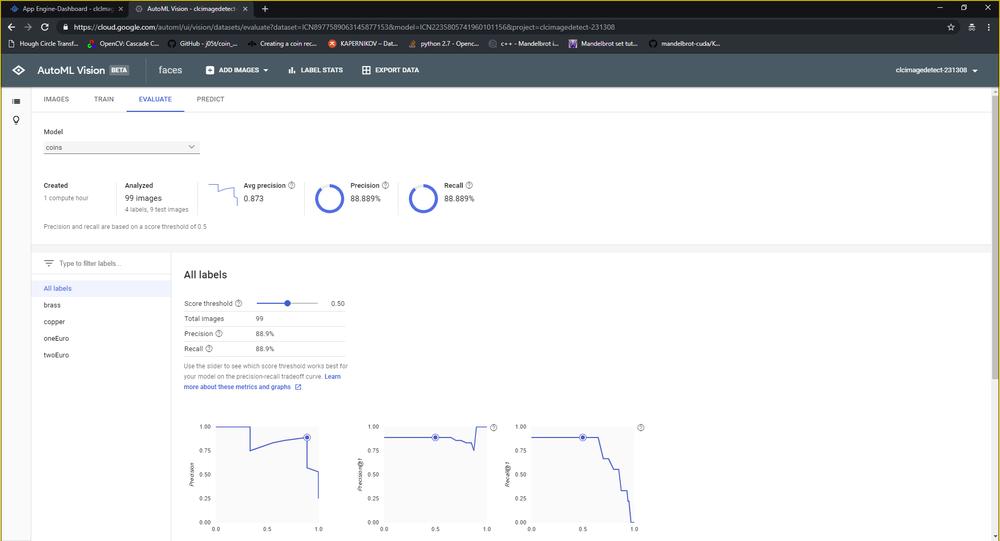 App Engine-Dashboard - clcImag
AutoML Vision - clcimagedetect-
https://cloud.google.com/automl/ui/vision/datasets/evaluate?dataset=ICN8977589063145877153&model=ICN2235805741960101156&project=clcimagedetect-231308
Hough Circle Transf... OpenCV: Cascade C... GitHub - j05t/coin_... Creating a coin rec... KAPERNIKOV – Dat... python 2.7 - Openc... c++ - Mandelbrot i... Mandelbrot set tut... mandelbrot-cuda/K...
AutoML Vision BETA faces ADD IMAGES LABEL STATS EXPORT DATA clcimagedetect-231308
IMAGES TRAIN EVALUATE PREDICT
Model
coins
Created
1 compute hour
Analyzed
99 images
4 labels, 9 test images
Avg precision
0.873
Precision
88.889%
Recall
88.889%
Precision and recall are based on a score threshold of 0.5
Type to filter labels...
All labels
brass
copper
oneEuro
twoEuro
All labels
Score threshold 0.50
Total images 99
Precision 88.9%
Recall 88.9%
Use the slider to see which score threshold works best for
your model on the precision-recall tradeoff curve. Learn
more about these metrics and graphs
Precision
1.00
0.75
0.50
0.25
0.00
0.0 0.5 1.0
Precision@1
1.00
0.75
0.50
0.25
0.00
0.0 0.5 1.0
Recall@1
1.00
0.75
0.50
0.25
0.00
0.0 0.5 1.0